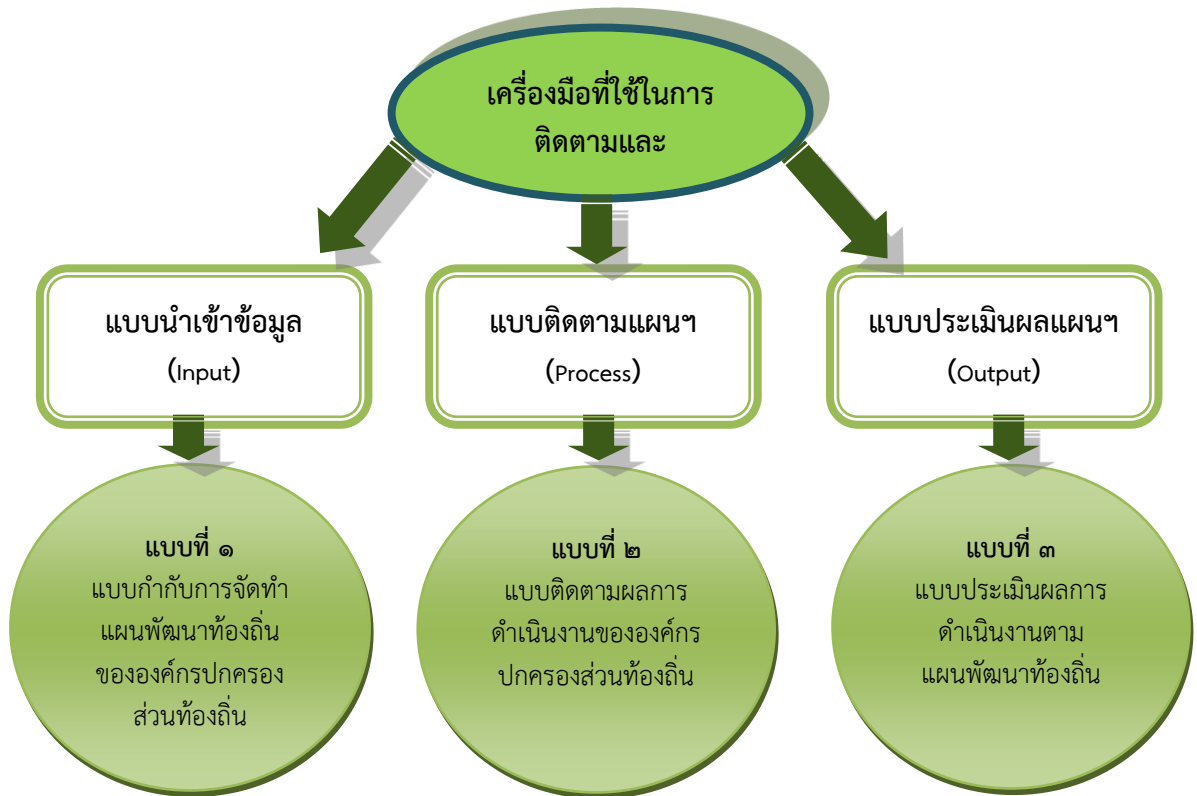 เครื่องมือที่ใช้ในการ
ติดตามและ
แบบนำเข้าข้อมูล
(Input)
แบบติดตามแผนฯ
(Process)
แบบประเมินผลแผนฯ
(Output)
แบบที่ ๑
แบบกำกับการจัดทำ
แผนพัฒนาท้องถิ่น
ขององค์กรปกครอง
ส่วนท้องถิ่น
แบบที่ ๒
แบบติดตามผลการ
ดำเนินงานขององค์กร
ปกครองส่วนท้องถิ่น
แบบที่ ๓
แบบประเมินผลการ
ดำเนินงานตาม
แผนพัฒนาท้องถิ่น